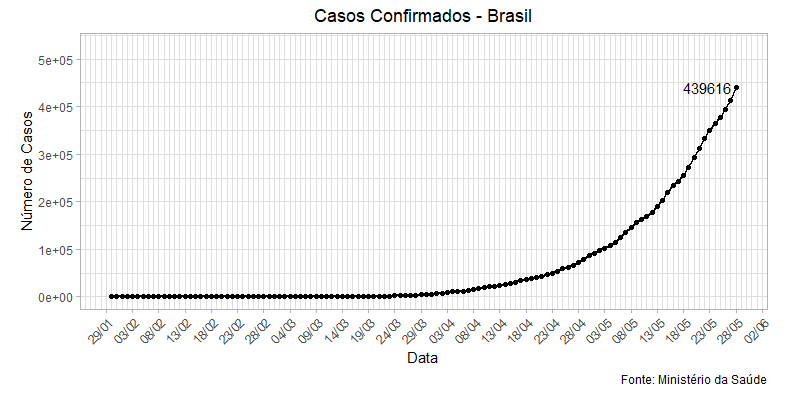 Casos Confirmados - Brasil
Número de Casos
5e+05
4e+05
3e+05
2e+05
1e+05
0e+00
439616
29/01 03/02 08/02 13/02 18/02 23/02 28/02 04/03 09/03 14/03 19/03 24/03 29/03 03/04 08/04 13/04 18/04 23/04 28/04 03/05 08/05 13/05 18/05 23/05 28/05 02/06
Data
Fonte: Ministério da Saúde